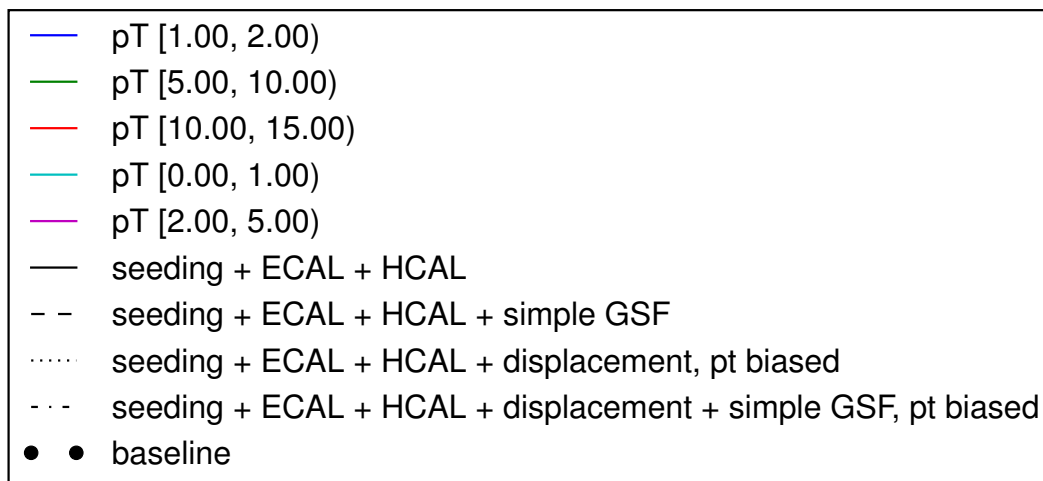 pT [1.00, 2.00)
pT [5.00, 10.00)
pT [10.00, 15.00)
pT [0.00, 1.00)
pT [2.00, 5.00)
seeding + ECAL + HCAL
seeding + ECAL + HCAL + simple GSF
seeding + ECAL + HCAL + displacement, pt biased
seeding + ECAL + HCAL + displacement + simple GSF, pt biased
baseline